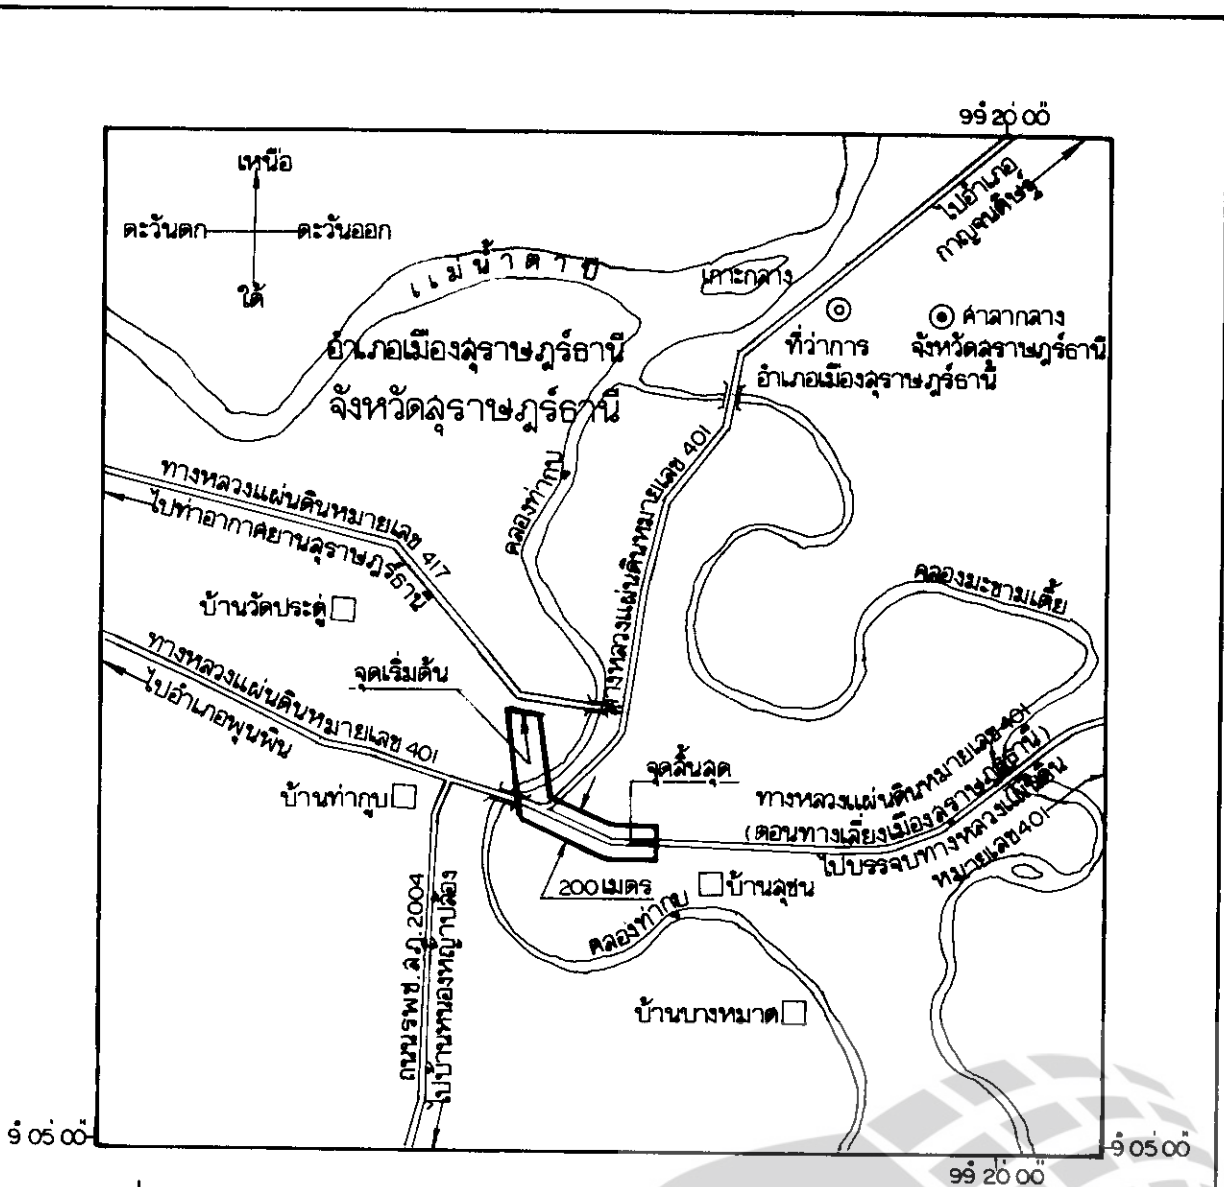 99° 20' 00"
เหนือ
ตะวันตก
ตะวันออก
ใต้
แม่น้ำตาปี
เกาะกลาง
ไปอำเภอ
กาญจนดิษฐ์
ที่ว่าการ
อำเภอเมืองสุราษฎร์ธานี
ศาลากลาง
จังหวัดสุราษฎร์ธานี
อำเภอเมืองสุราษฎร์ธานี
จังหวัดสุราษฎร์ธานี
ทางหลวงแผ่นดินหมายเลข 417
ไปท่าอากาศยานสุราษฎร์ธานี
คลองท่ากูบ
ทางหลวงแผ่นดินหมายเลข 401
คลองมะขามเตี้ย
บ้านวัดประดู่
ทางหลวงแผ่นดินหมายเลข 401
ไปอำเภอพุนพิน
จุดเริ่มต้น
จุดสิ้นสุด
บ้านท่ากูบ
ทางหลวงแผ่นดินหมายเลข 401
(ตอนทางเลี่ยงเมืองสุราษฎร์ธานี)
ไปบรรจบทางหลวงแผ่นดิน
หมายเลข 401
200 เมตร
บ้านสุชน
คลองท่ากูบ
ถนนรพช. สฎ. 2004
ไปบ้านหนองหญ้าปล้อง
บ้านบางหมาด
9° 05' 00"
9° 05' 00"
99° 20' 00"